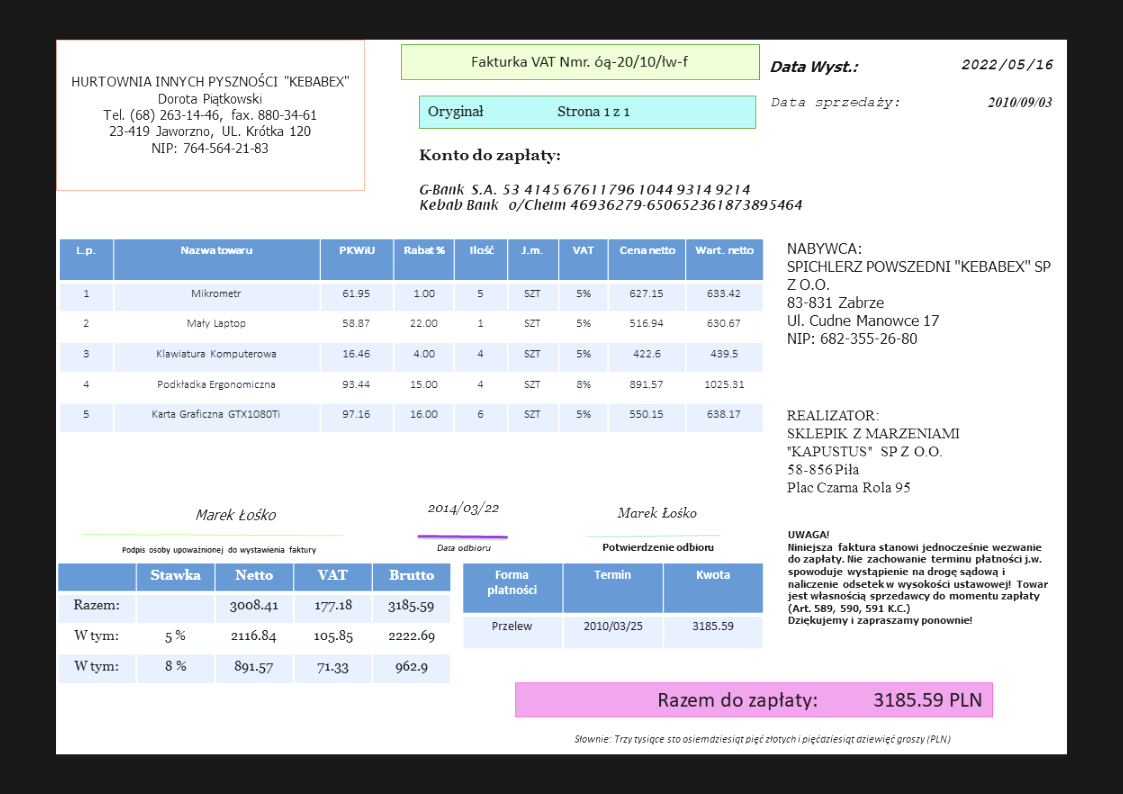 HURTOWNIA INNYCH PYSZNOŚCI "KEBABEX"
Dorota Piątkowski
Tel. (68) 263-14-46, fax. 880-34-61
23-419 Jaworzno, UL. Krótka 120
NIP: 764-564-21-83
Fakturka VAT Nmr. óą-20/10/łw-f
Oryginał Strona 1 z 1
Data Wyst.: 2022/05/16
Data sprzedaży: 2010/09/03
Konto do zapłaty:
G-Bank S.A. 53 4145 67611796 1044 9314 9214
Kebab Bank o/Chełm 46936279-650652361873895464
L.p. Nazwa towaru PKWiU Rabat % Ilość J.m. VAT Cena netto Wart. netto
1 Mikrometr 61.95 1.00 5 SZT 5% 627.15 633.42
2 Mały Laptop 58.87 22.00 1 SZT 5% 516.94 630.67
3 Klawiatura Komputerowa 16.46 4.00 4 SZT 5% 422.6 439.5
4 Podkładka Ergonomiczna 93.44 15.00 4 SZT 8% 891.57 1025.31
5 Karta Graficzna GTX1080Ti 97.16 16.00 6 SZT 5% 550.15 638.17
NABYWCA:
SPICHLERZ POWSZEDNI "KEBABEX" SP
Z O.O.
83-831 Zabrze
Ul. Cudne Manowce 17
NIP: 682-355-26-80
REALIZATOR:
SKLEPIK Z MARZENIAMI
"KAPUSTUS" SP Z O.O.
58-856 Piła
Plac Czarna Rola 95
Marek Łośko
Podpis osoby upoważnionej do wystawienia faktury
2014/03/22
Data odbioru
Marek Łośko
Potwierdzenie odbioru
UWAGA!
Niniejsza faktura stanowi jednocześnie wezwanie
do zapłaty. Nie zachowanie terminu płatności j.w.
spowoduje wystąpienie na drogę sądową i
naliczenie odsetek w wysokości ustawowej! Towar
jest własnością sprzedawcy do momentu zapłaty
(Art. 589, 590, 591 K.C.)
Dziękujemy i zapraszamy ponownie!
Stawka Netto VAT Brutto
Razem: 3008.41 177.18 3185.59
W tym: 5 % 2116.84 105.85 2222.69
W tym: 8 % 891.57 71.33 962.9
Forma
płatności Termin Kwota
Przelew 2010/03/25 3185.59
Razem do zapłaty: 3185.59 PLN
Słownie: Trzy tysiące sto osiemdziesiąt pięć złotych i pięćdziesiąt dziewięć groszy (PLN)